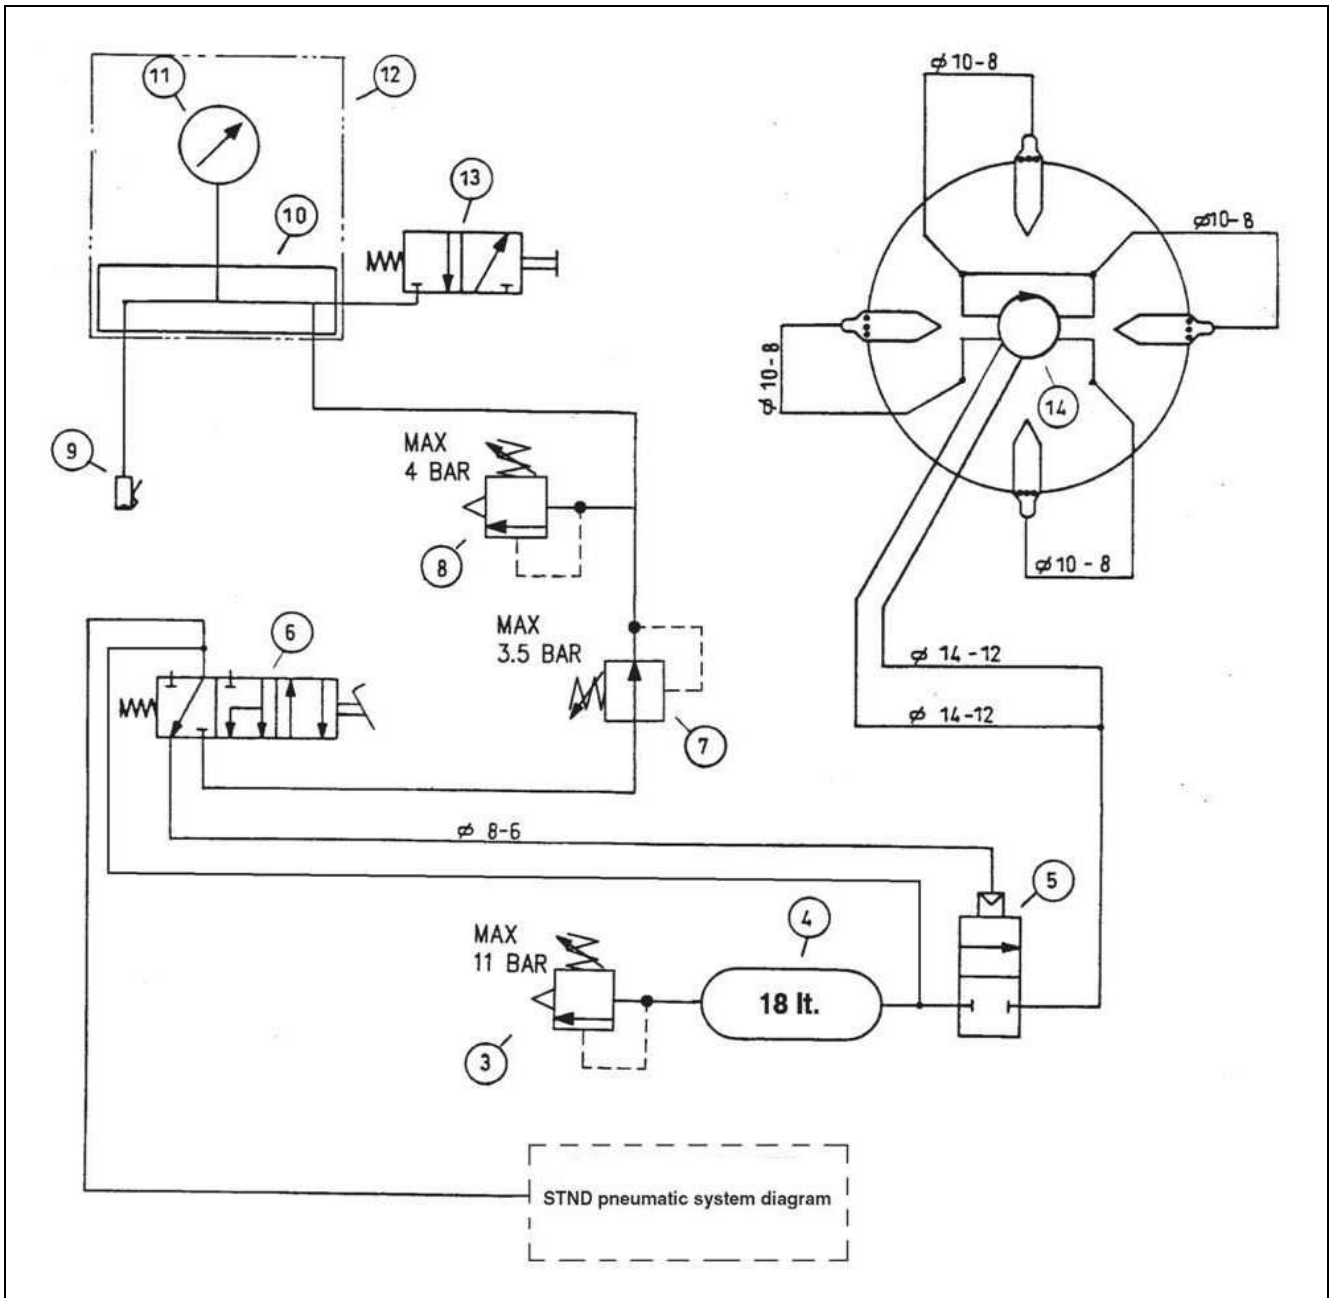 11
12
⌀ 10-8
13
10
⌀10-8
⌀ 10-8
14
9
MAX
4 BAR
8
⌀ 10-8
6
MAX
3.5 BAR
⌀ 14-12
⌀ 14-12
7
⌀ 8-6
5
4
MAX
11 BAR
18 lt.
3
STND pneumatic system diagram